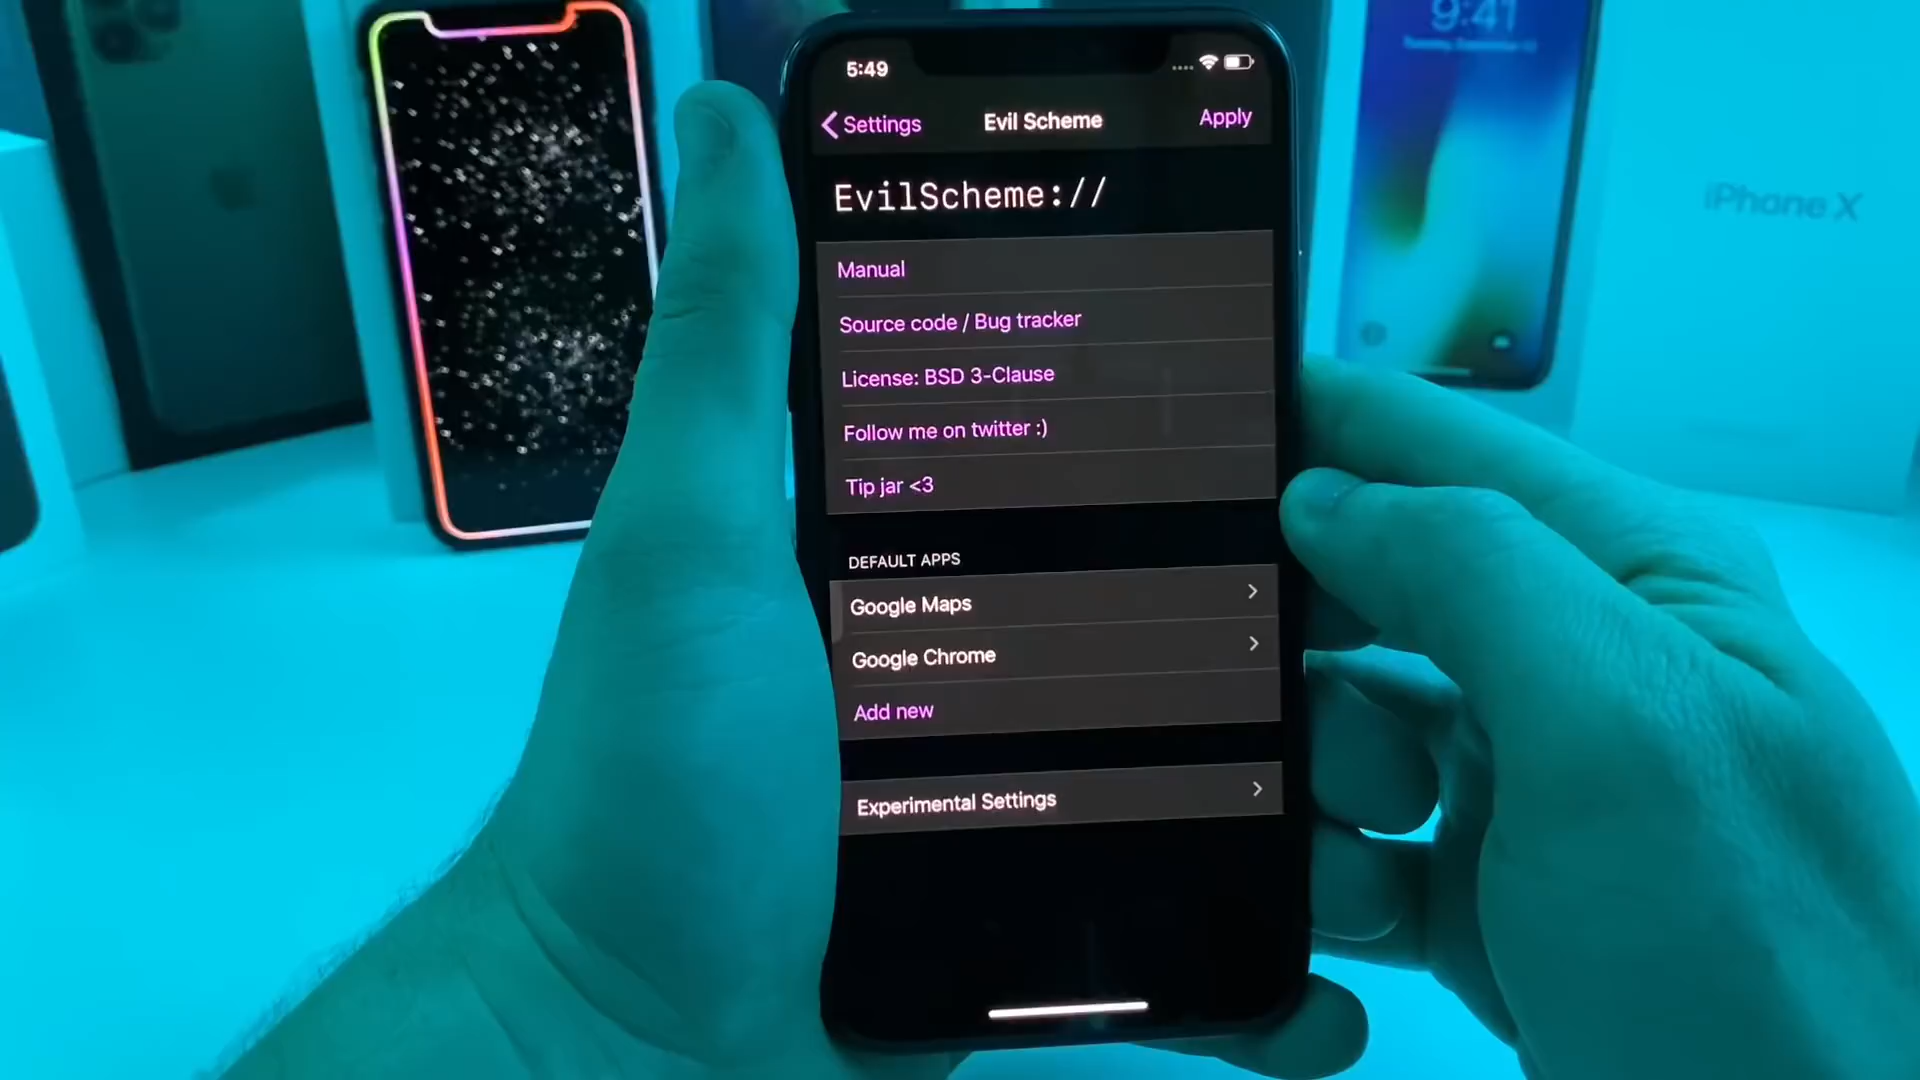 5:49
Settings
Evil Scheme
Apply
EvilScheme://
Manual
Source code / Bug tracker
License: BSD 3-Clause
Follow me on twitter :)
Tip jar <3
DEFAULT APPS
Google Maps
Google Chrome
Add new
Experimental Settings
9:41
iPhone X